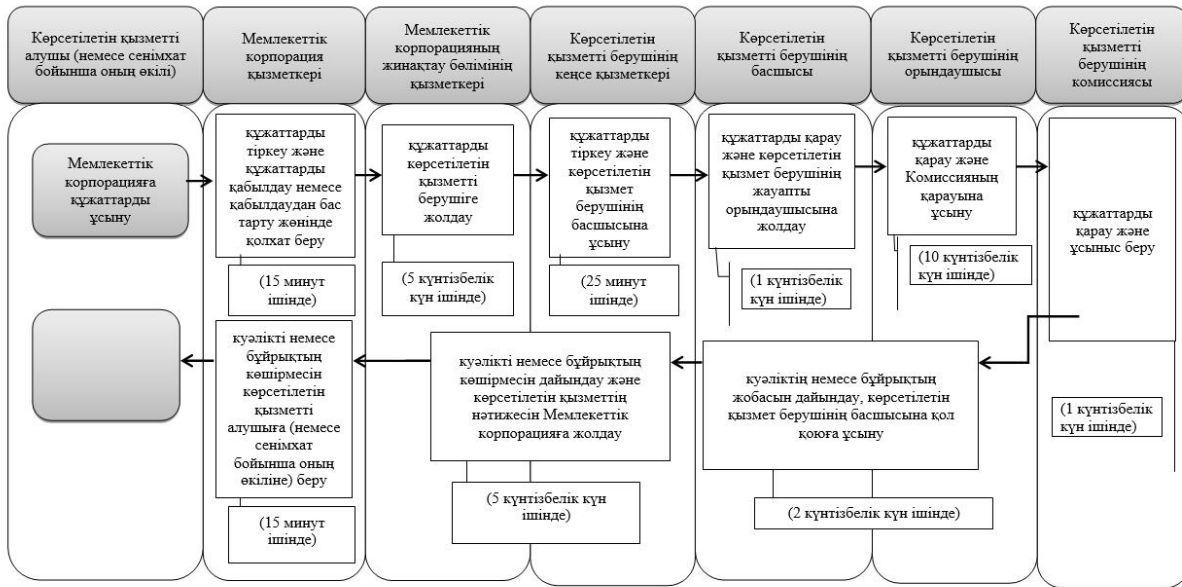 Көрсетілетін қызметті
алушы (немесе сенімхат
бойынша оның өкілі)
Мемлекеттік
корпорация
қызметкері
Мемлекеттік
корпорацияның
жинақтау бөлімінің
қызметкері
Көрсетілетін
қызметті берушінің
кеңсе қызметкері
Көрсетілетін
қызметті берушінің
басшысы
Көрсетілетін
қызметті берушінің
орындаушысы
Көрсетілетін
қызметті
берушінің
комиссиясы
Мемлекеттік
корпорацияға
құжаттарды
ұсыну
құжаттарды
тіркеу және
құжаттарды
қабылдау немесе
қабылдаудан бас
тарту жөнінде
қолхат беру
(15 минут
ішінде)
құжаттарды
көрсетілетін
қызметті
берушіге
жолдау
(5 күнтізбелік
күн ішінде)
құжаттарды
тіркеу және
көрсетілетін
қызмет
берушінің
басшысына
ұсыну
(25 минут
ішінде)
құжаттарды қарау
және көрсетілетін
қызмет берушінің
жауапты
орындаушысына
жолдау
(1 күнтізбелік
күн ішінде)
құжаттарды
қарау және
Комиссияның
қарауына
ұсыну
(10 күнтізбелік
күн ішінде)
құжаттарды
қарау және
ұсыныс беру
(1 күнтізбелік
күн ішінде)
куәліктің немесе бұйрықтың
жобасын дайындау, көрсетілетін
қызмет берушінің басшысына қол
қоюға ұсыну
(2 күнтізбелік күн ішінде)
куәлікті немесе бұйрықтың
көшірмесін дайындау және
көрсетілетін қызметтің
нәтижесін Мемлекеттік
корпорацияға жолдау
(5 күнтізбелік күн
ішінде)
куәлікті немесе
бұйрықтың
көшірмесін
көрсетілетін
қызметті
алушыға (немесе
сенімхат
бойынша оның
өкіліне) беру
(15 минут
ішінде)